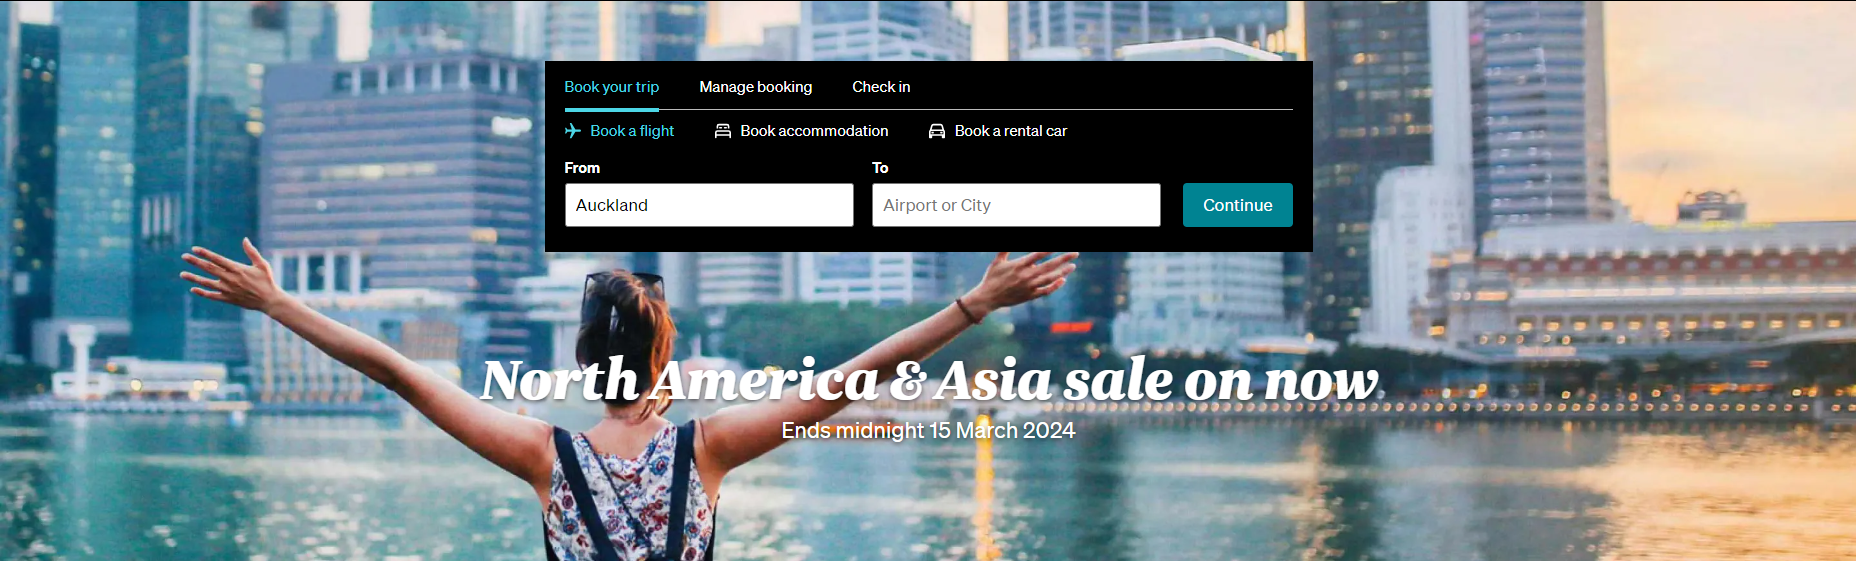 Book your trip Manage booking Check in
Book a flight Book accommodation Book a rental car
From To
Auckland Airport or City Continue
North America & Asia sale on now
Ends midnight 15 March 2024